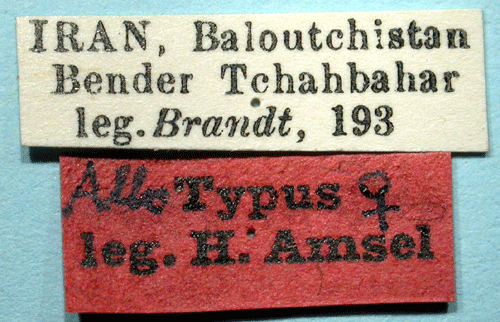 IRAN, Baloutchistan
Bender Tchahbahar
leg. Brandt, 193
Allo Typus ♀
leg. H. Amsel